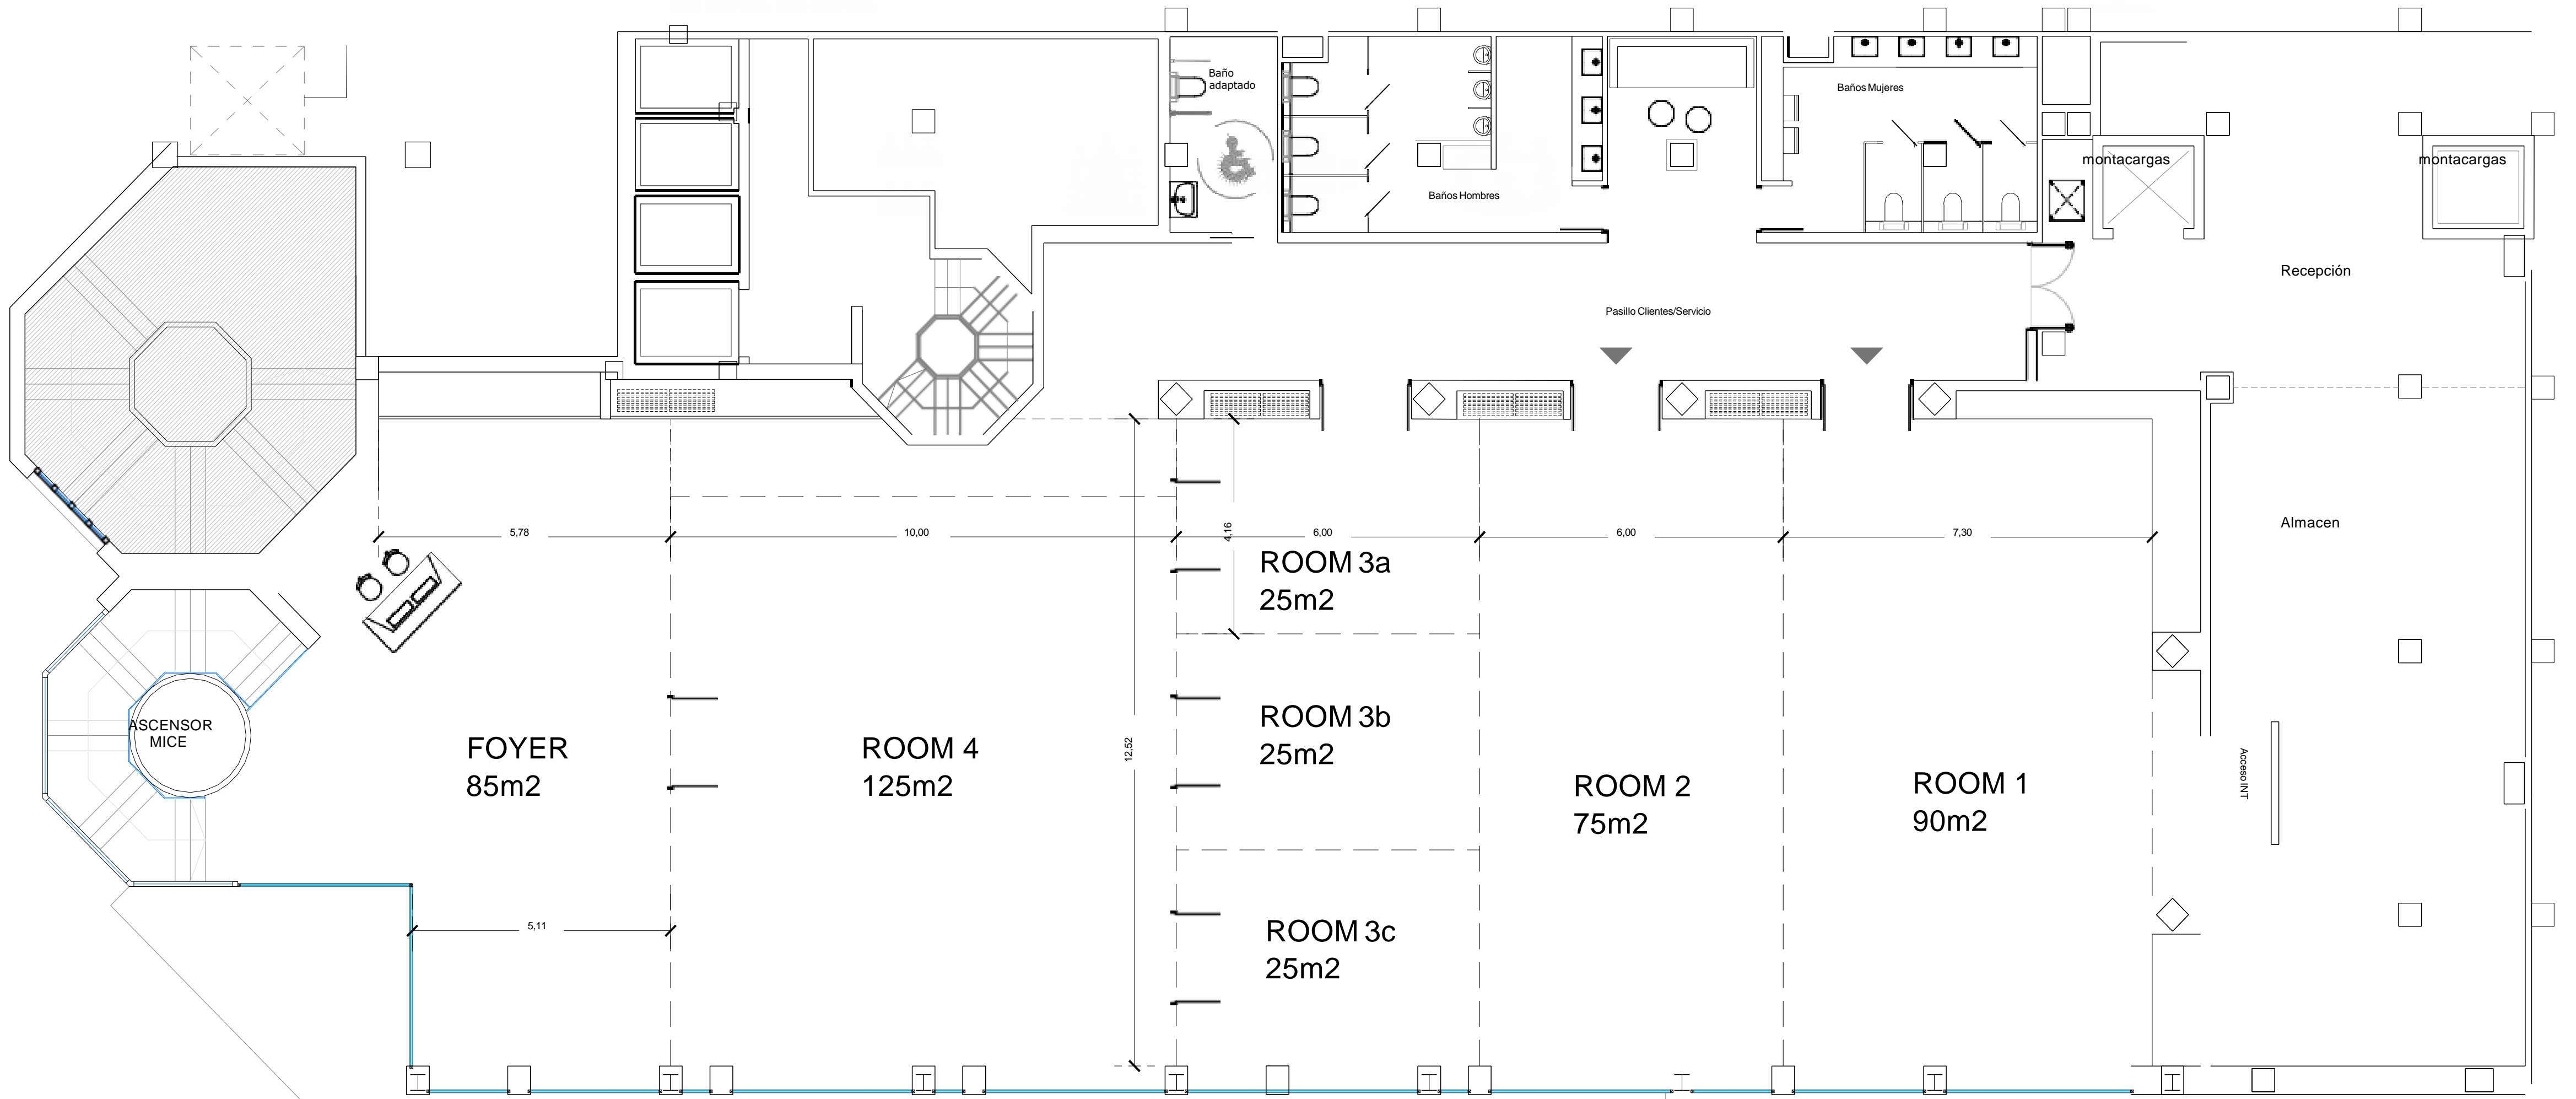 Baño
adaptado
Baños Mujeres
montacargas
montacargas
Baños Hombres
Recepción
Pasillo Clientes/Servicio
Almacen
5,78
10,00
4,16
6,00
6,00
7,30
ROOM 3a
25m2
ROOM 3b
25m2
ASCENSOR
MICE
FOYER
85m2
ROOM 4
125m2
12,52
ROOM 2
75m2
ROOM 1
90m2
Acceso INT
5,11
ROOM 3c
25m2